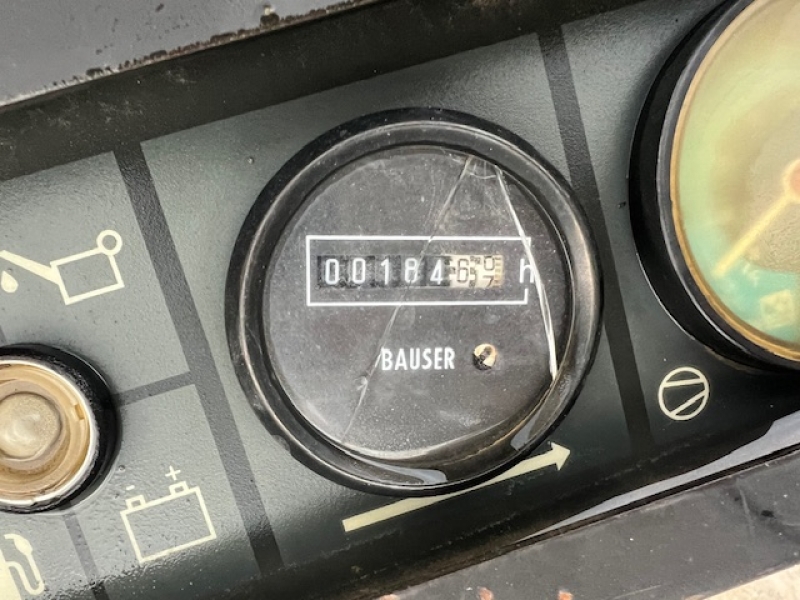 001846 h
BAUSER
- +